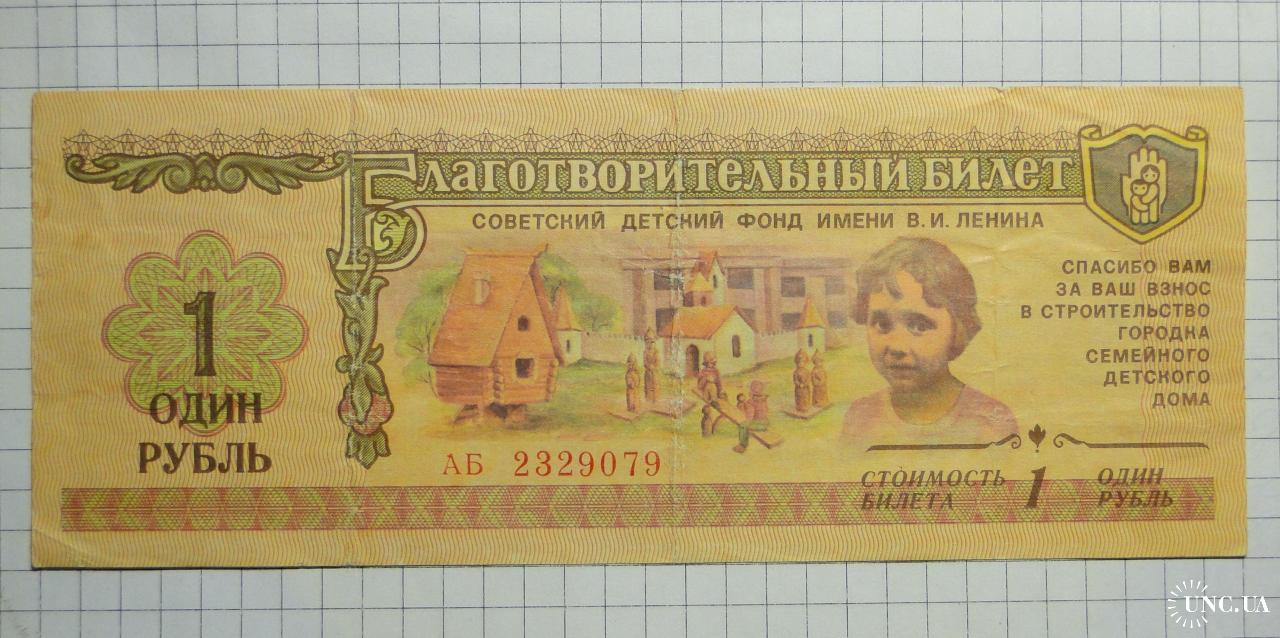 Благотворительный билет
СОВЕТСКИЙ ДЕТСКИЙ ФОНД ИМЕНИ В.И. ЛЕНИНА
1
ОДИН
РУБЛЬ
СПАСИБО ВАМ
ЗА ВАШ ВЗНОС
В СТРОИТЕЛЬСТВО
ГОРОДКА
СЕМЕЙНОГО
ДЕТСКОГО
ДОМА
АБ 2329079
СТОИМОСТЬ
БИЛЕТА
1
ОДИН
РУБЛЬ
UNC.UA